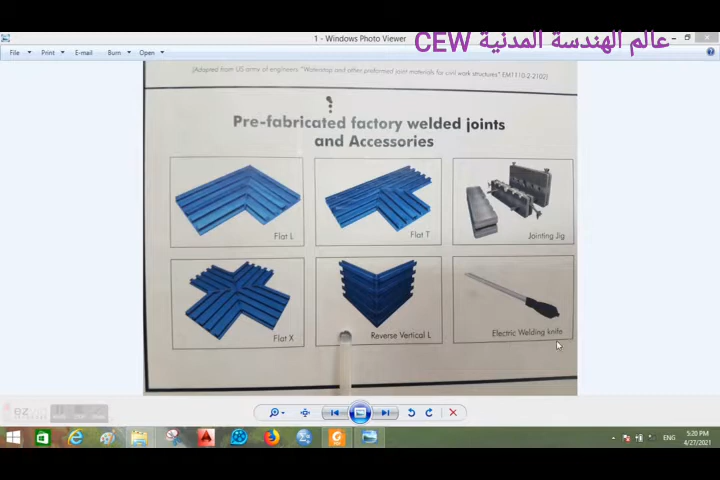 1 - Windows Photo Viewer
عالم الهندسة المدنية CEW
File Print E-mail Burn Open
(Adapted from US army of engineers "Waterstop and other preformed joint materials for civil work structures" EM1110-2-2102)
Pre-fabricated factory welded joints
and Accessories
Flat L
Flat T
Jointing Jig
Flat X
Reverse Vertical L
Electric Welding knife
ENG
5:20 PM
4/27/2021